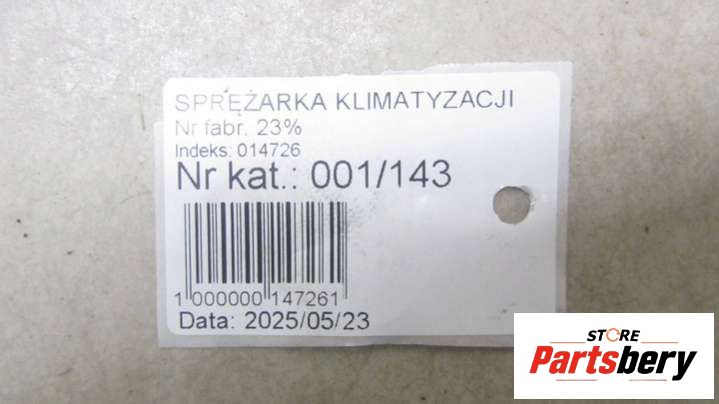 SPRĘŻARKA KLIMATYZACJI
Nr fabr. 23%
Indeks: 014726
Nr kat.: 001/143
1 000000 147261
Data: 2025/05/23
STORE
Partsbery